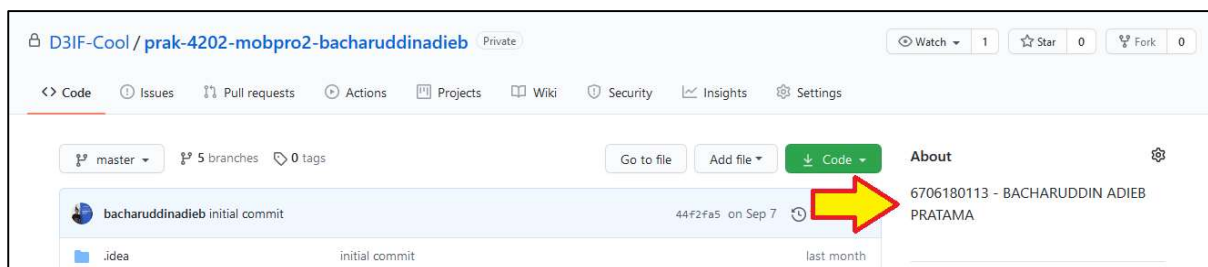 D3IF-Cool / prak-4202-mobpro2-bacharuddinadieb Private
Watch 1 Star 0 Fork 0
Code Issues Pull requests Actions Projects Wiki Security Insights Settings
master 5 branches 0 tags Go to file Add file Code About
6706180113 - BACHARUDDIN ADIEB
PRATAMA
bacharuddinadieb initial commit 44f2fa5 on Sep 7
.idea initial commit last month